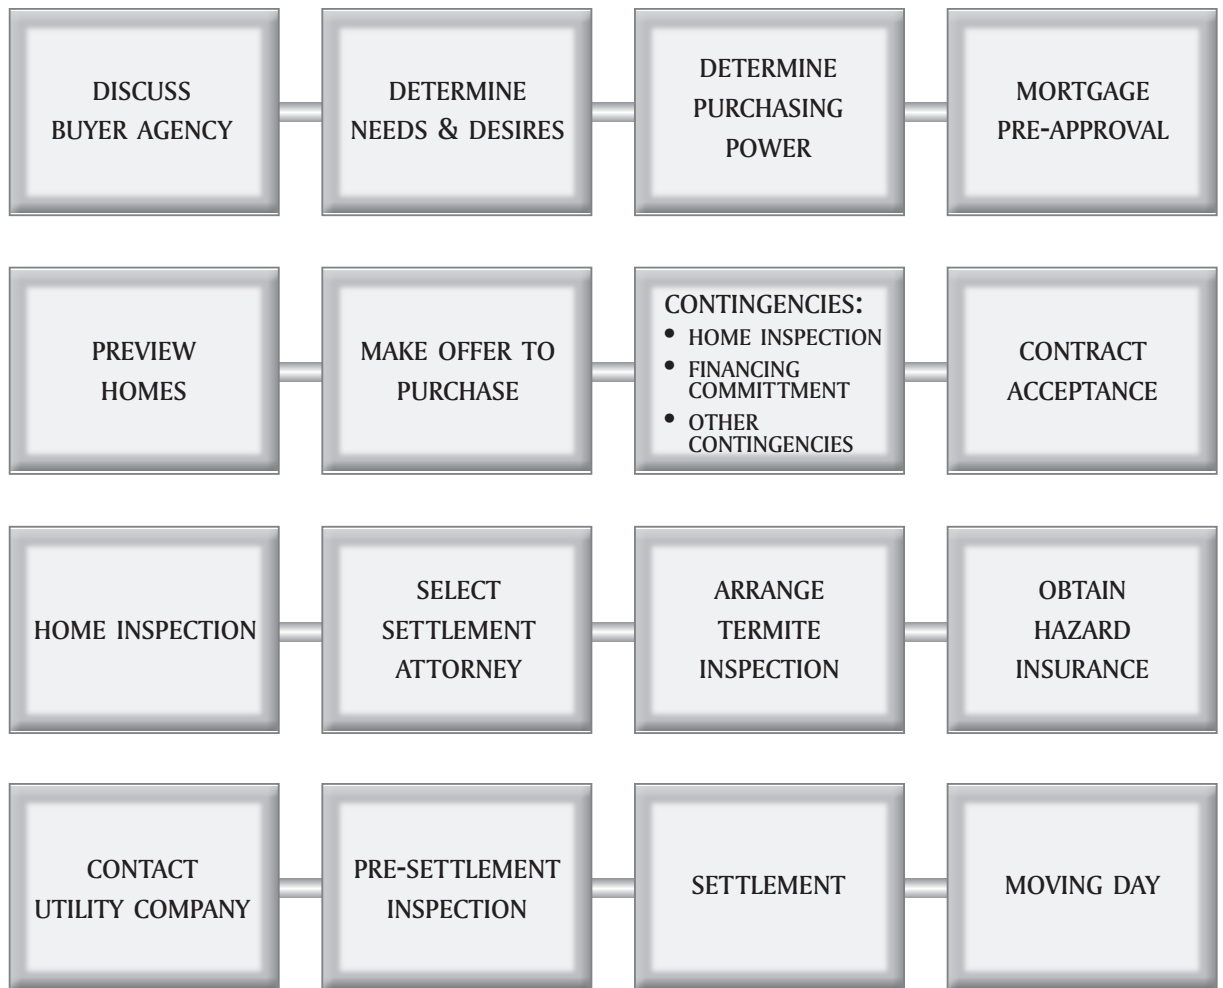 DISCUSS
BUYER AGENCY
DETERMINE
NEEDS & DESIRES
DETERMINE
PURCHASING
POWER
MORTGAGE
PRE-APPROVAL
PREVIEW
HOMES
MAKE OFFER TO
PURCHASE
CONTINGENCIES:
• HOME INSPECTION
• FINANCING
COMMITTMENT
• OTHER
CONTINGENCIES
CONTRACT
ACCEPTANCE
HOME INSPECTION
SELECT
SETTLEMENT
ATTORNEY
ARRANGE
TERMITE
INSPECTION
OBTAIN
HAZARD
INSURANCE
CONTACT
UTILITY COMPANY
PRE-SETTLEMENT
INSPECTION
SETTLEMENT
MOVING DAY